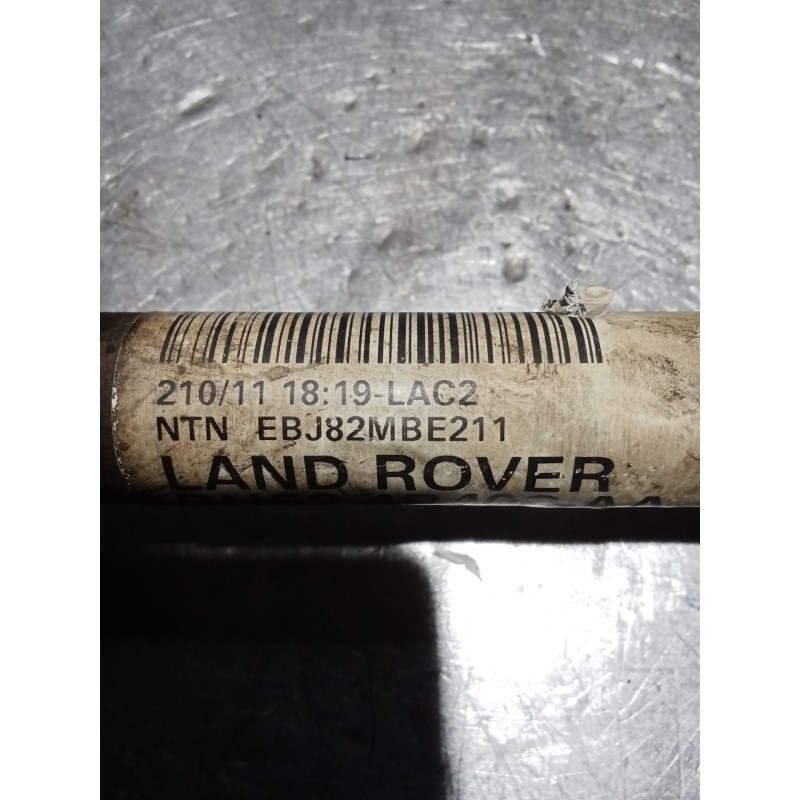 210/11 18:19-LAC2
NTN EBJ82MBE211
LAND ROVER